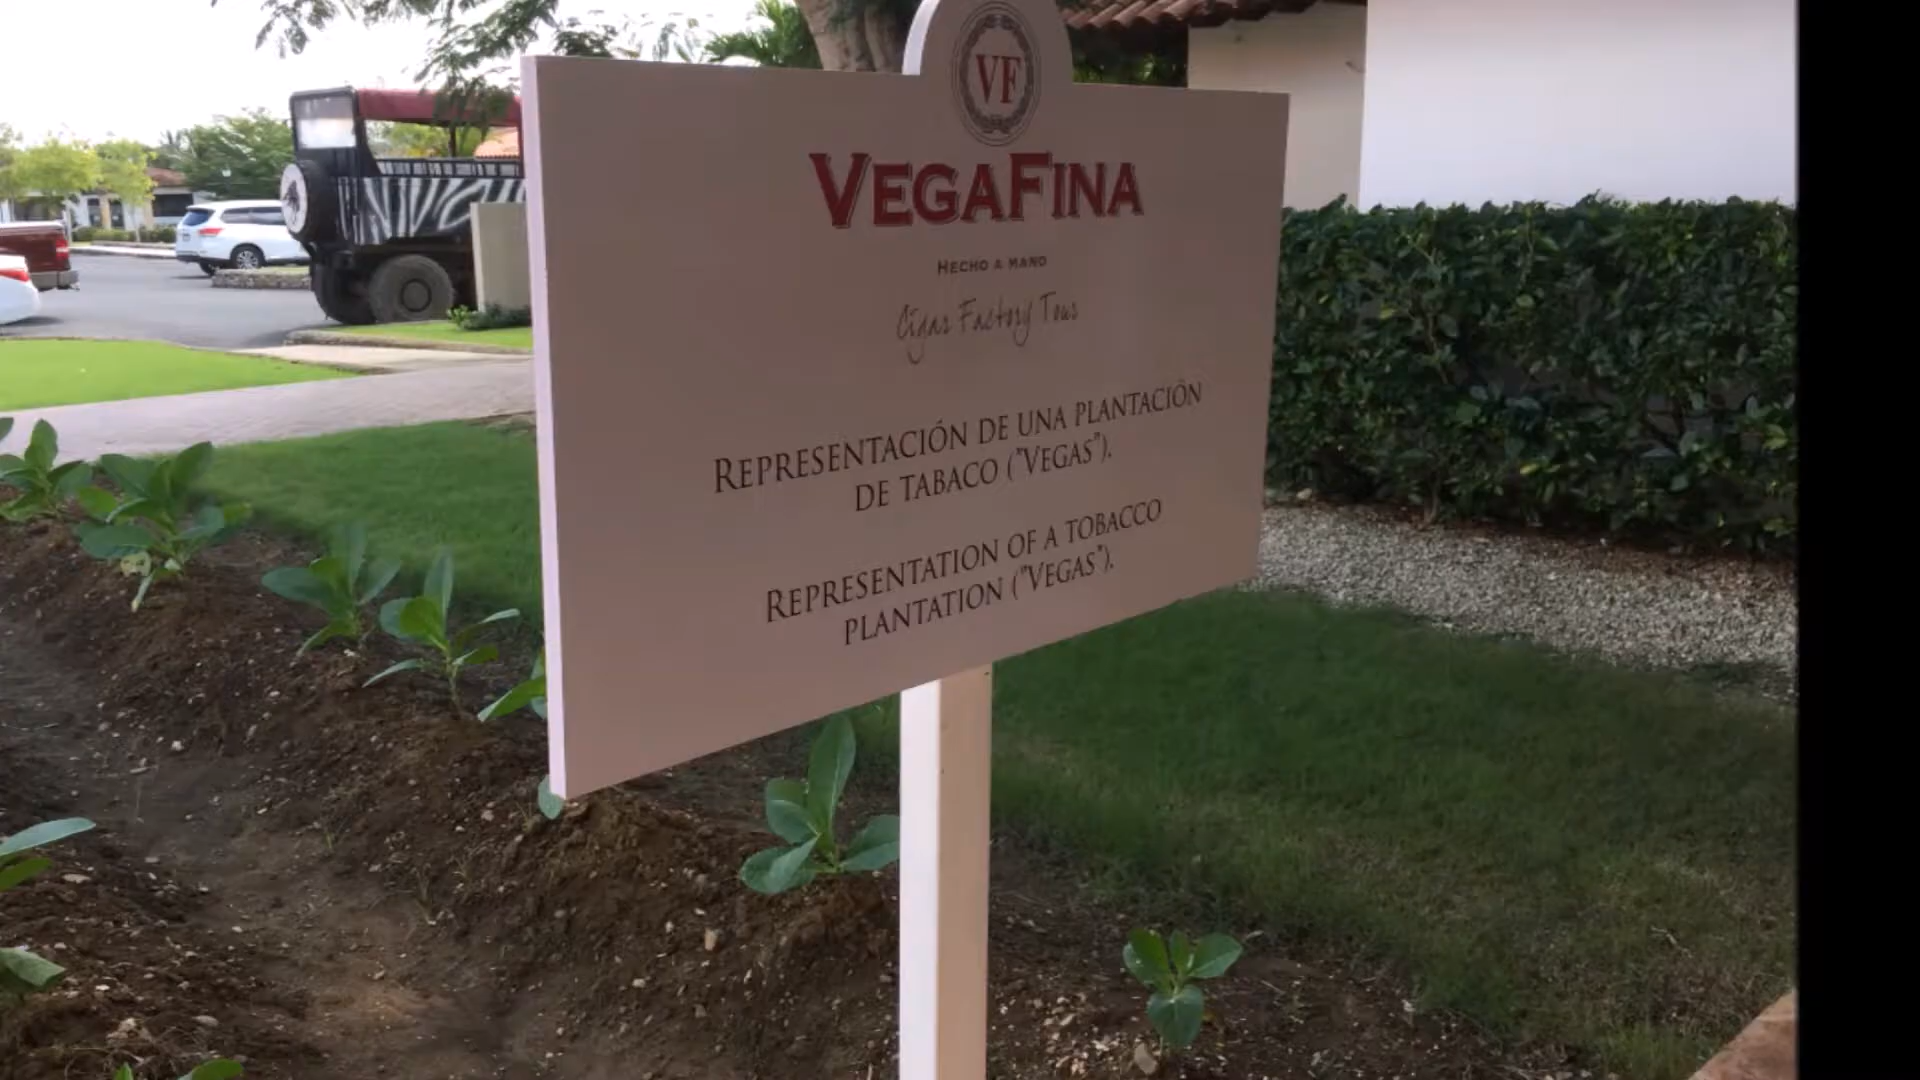 VF
VEGAFINA
HECHO A MANO
Cigar Factory Tour
REPRESENTACIÓN DE UNA PLANTACIÓN
DE TABACO ("VEGAS").
REPRESENTATION OF A TOBACCO
PLANTATION ("VEGAS").